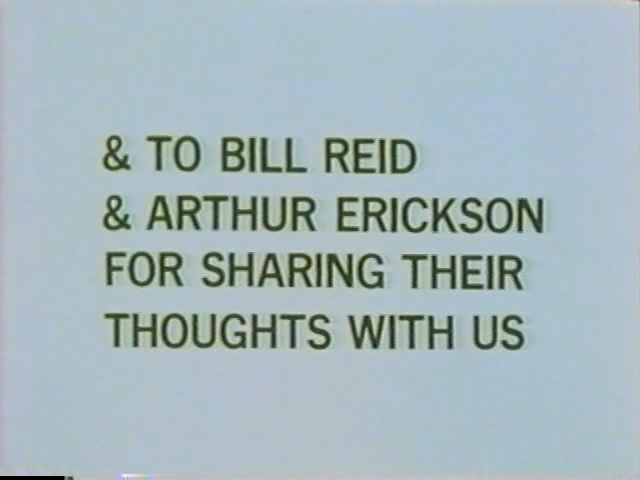 & TO BILL REID
& ARTHUR ERICKSON
FOR SHARING THEIR
THOUGHTS WITH US